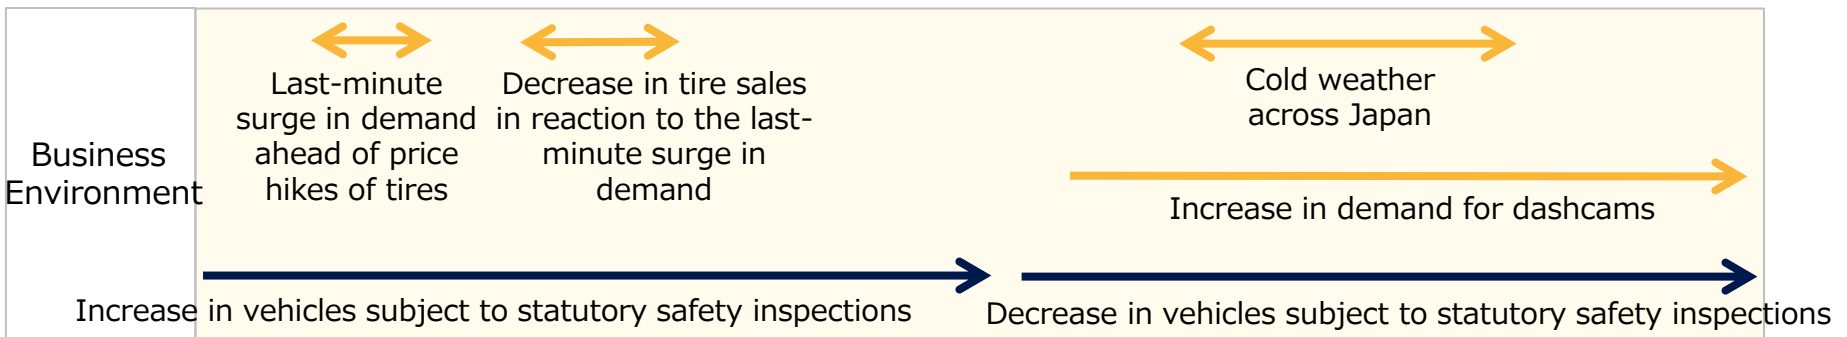 Business
Environment
Last-minute
surge in demand
ahead of price
hikes of tires
Decrease in tire sales
in reaction to the last-
minute surge in
demand
Cold weather
across Japan
Increase in demand for dashcams
Increase in vehicles subject to statutory safety inspections
Decrease in vehicles subject to statutory safety inspections